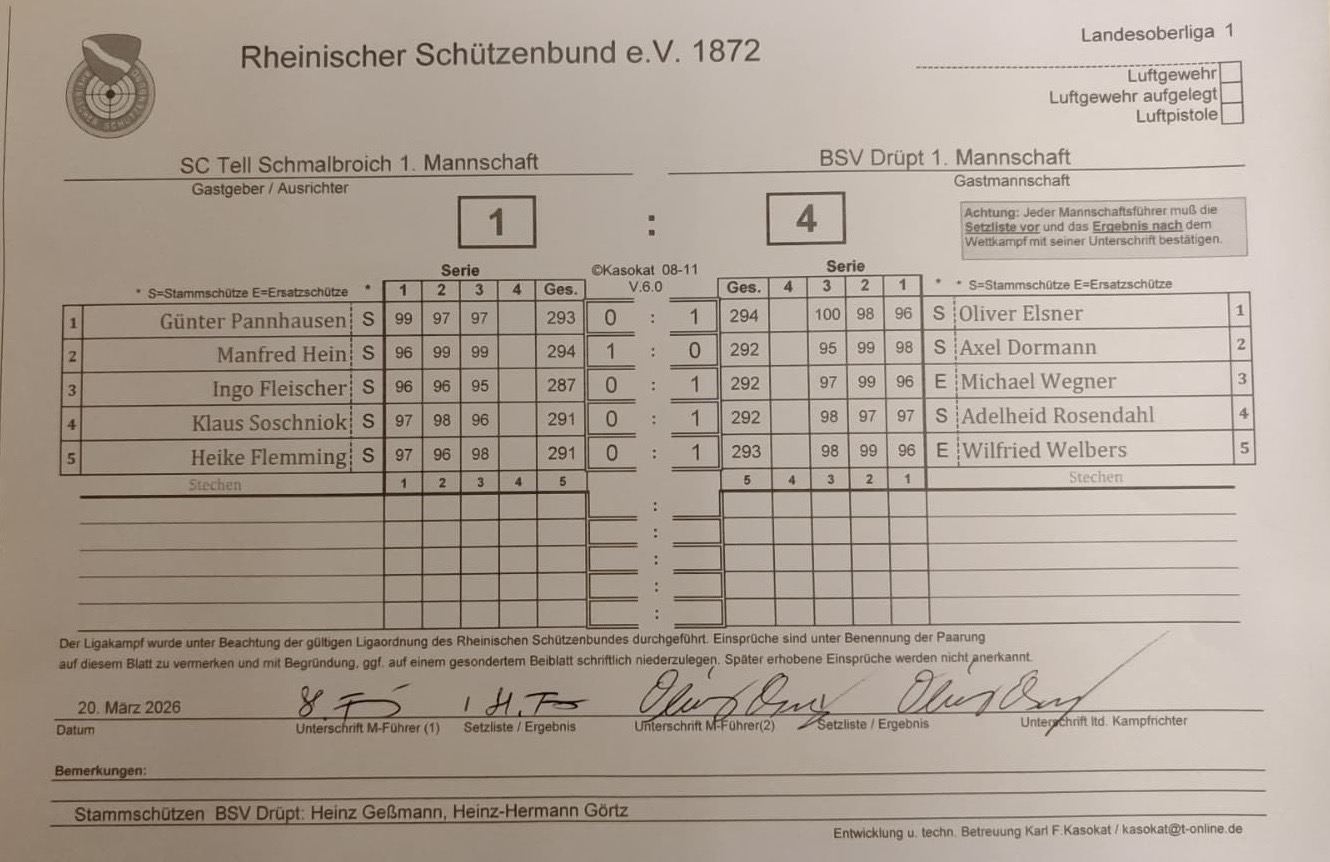 Rheinischer Schützenbund e.V. 1872
Landesoberliga 1
Luftgewehr
Luftgewehr aufgelegt
Luftpistole
SC Tell Schmalbroich 1. Mannschaft
BSV Drüpt 1. Mannschaft
Gastgeber / Ausrichter
Gastmannschaft
1 : 4
Achtung: Jeder Mannschaftsführer muß die
Setzliste vor und das Ergebnis nach dem
Wettkampf mit seiner Unterschrift bestätigen.
Serie ©Kasokat 08-11 Serie
* S=Stammschütze E=Ersatzschütze * 1 2 3 4 Ges. V.6.0 Ges. 4 3 2 1 * * S=Stammschütze E=Ersatzschütze
1 Günter Pannhausen S 99 97 97 293 0 : 1 294 100 98 96 S Oliver Elsner 1
2 Manfred Hein S 96 99 99 294 1 : 0 292 95 99 98 S Axel Dormann 2
3 Ingo Fleischer S 96 96 95 287 0 : 1 292 97 99 96 E Michael Wegner 3
4 Klaus Soschniok S 97 98 96 291 0 : 1 292 98 97 97 S Adelheid Rosendahl 4
5 Heike Flemming S 97 96 98 291 0 : 1 293 98 99 96 E Wilfried Welbers 5
Stechen 1 2 3 4 5 5 4 3 2 1 Stechen
:
:
:
:
:
Der Ligakampf wurde unter Beachtung der gültigen Ligaordnung des Rheinischen Schützenbundes durchgeführt. Einsprüche sind unter Benennung der Paarung
auf diesem Blatt zu vermerken und mit Begründung, ggf. auf einem gesondertem Beiblatt schriftlich niederzulegen. Später erhobene Einsprüche werden nicht anerkannt.
20. März 2026
Datum
Unterschrift M-Führer (1) Setzliste / Ergebnis Unterschrift M-Führer(2) Setzliste / Ergebnis Unterschrift ltd. Kampfrichter
Bemerkungen:
Stammschützen BSV Drüpt: Heinz Geßmann, Heinz-Hermann Görtz
Entwicklung u. techn. Betreuung Karl F.Kasokat / kasokat@t-online.de